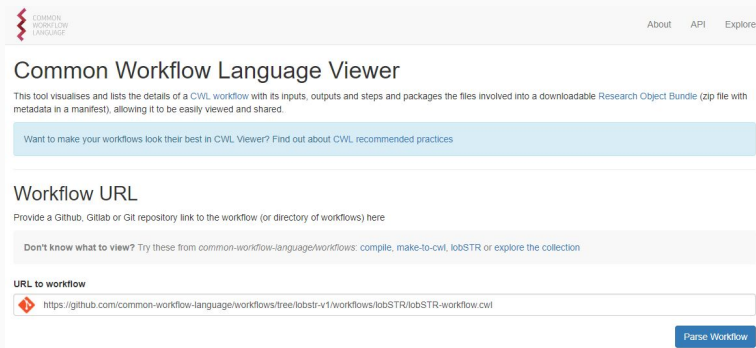 COMMON
WORKFLOW
LANGUAGE
About API Explore
Common Workflow Language Viewer
This tool visualises and lists the details of a CWL workflow with its inputs, outputs and steps and packages the files involved into a downloadable Research Object Bundle (zip file with
metadata in a manifest), allowing it to be easily viewed and shared.
Want to make your workflows look their best in CWL Viewer? Find out about CWL recommended practices
Workflow URL
Provide a Github, Gitlab or Git repository link to the workflow (or directory of workflows) here
Don't know what to view? Try these from common-workflow-language/workflows: compile, make-to-cwl, lobSTR or explore the collection
URL to workflow
https://github.com/common-workflow-language/workflows/tree/lobstr-v1/workflows/lobSTR/lobSTR-workflow.cwl
Parse Workflow